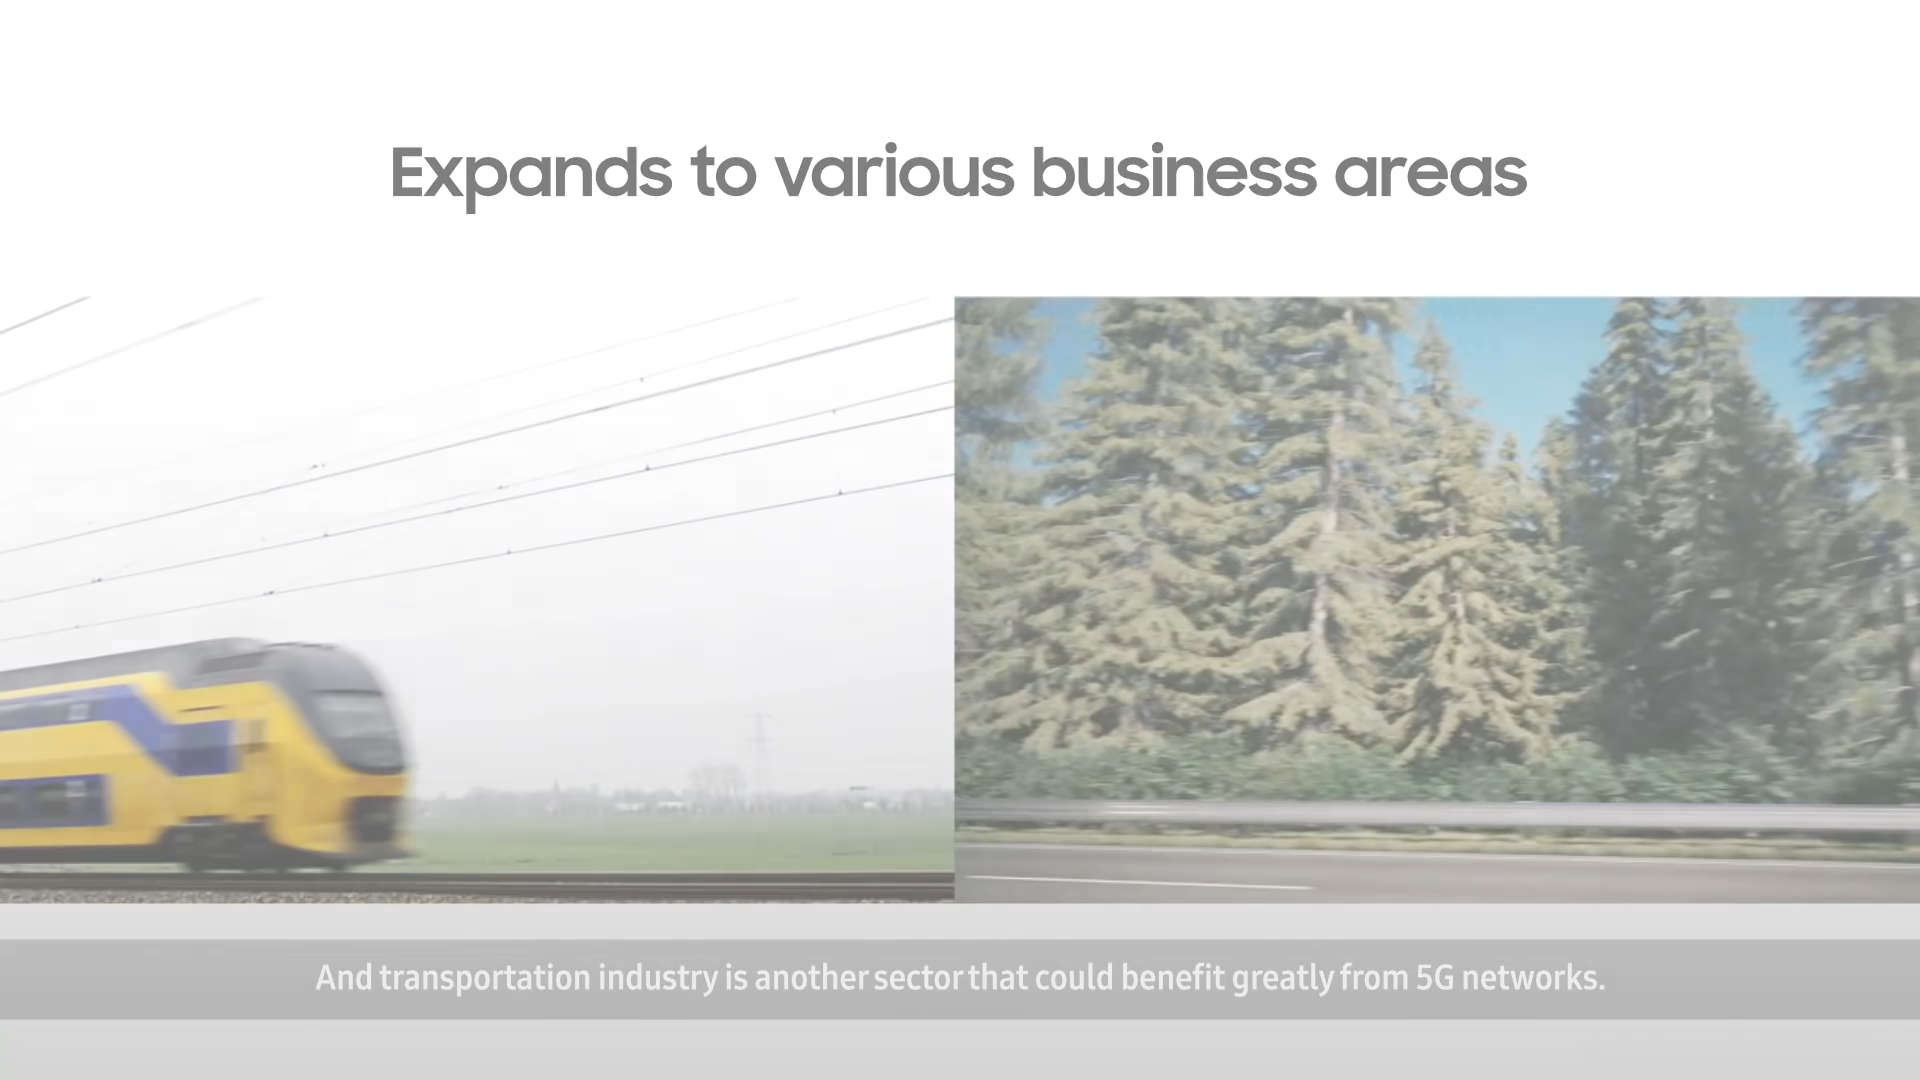 Expands to various business areas
And transportation industry is another sector that could benefit greatly from 5G networks.